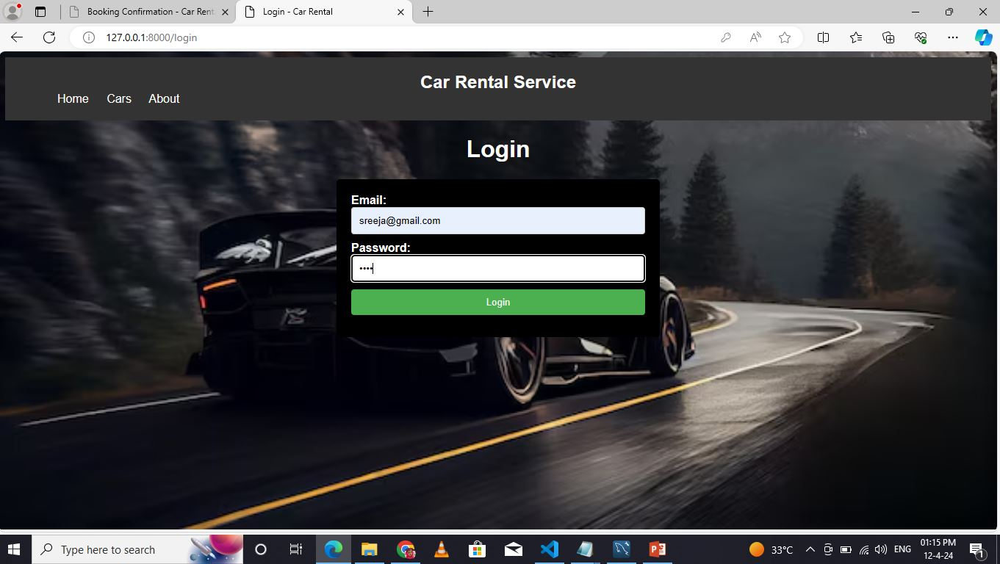 Booking Confirmation - Car Rent
Login - Car Rental
127.0.0.1:8000/login
Car Rental Service
Home Cars About
Login
Email:
sreeja@gmail.com
Password:
••••
Login
Type here to search
33°C
ENG
01:15 PM
12-4-24
1